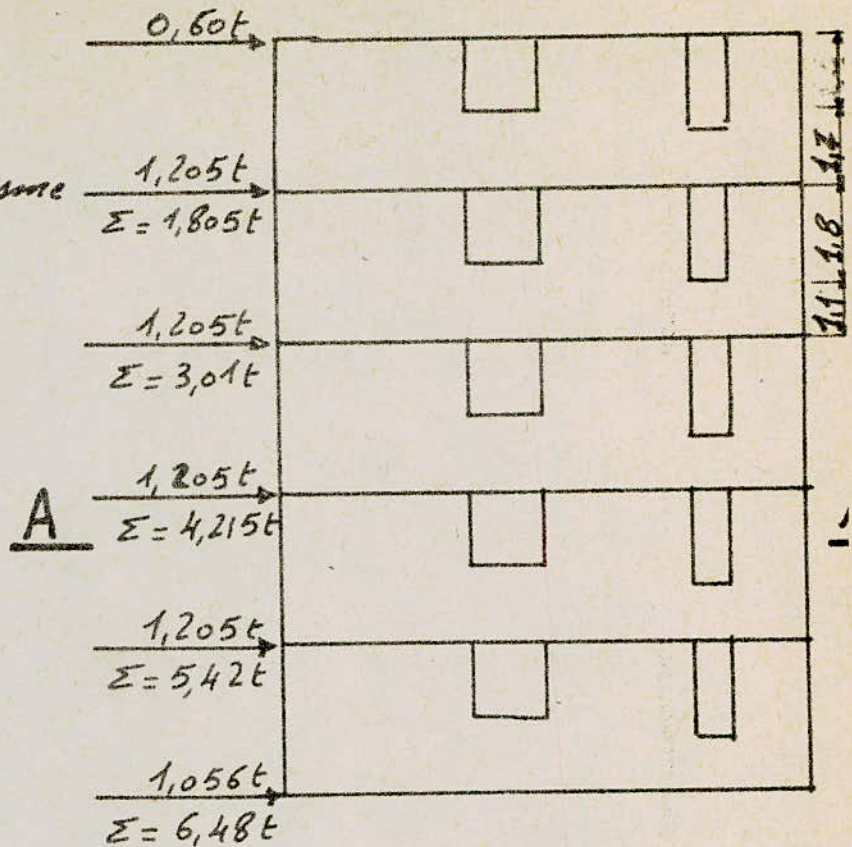 0,60t
1,205t
Σ = 1,805t
1,205t
Σ = 3,01t
1,205t
A
Σ = 4,215t
1,205t
Σ = 5,42t
1,056t
Σ = 6,48t
1,8
1,1